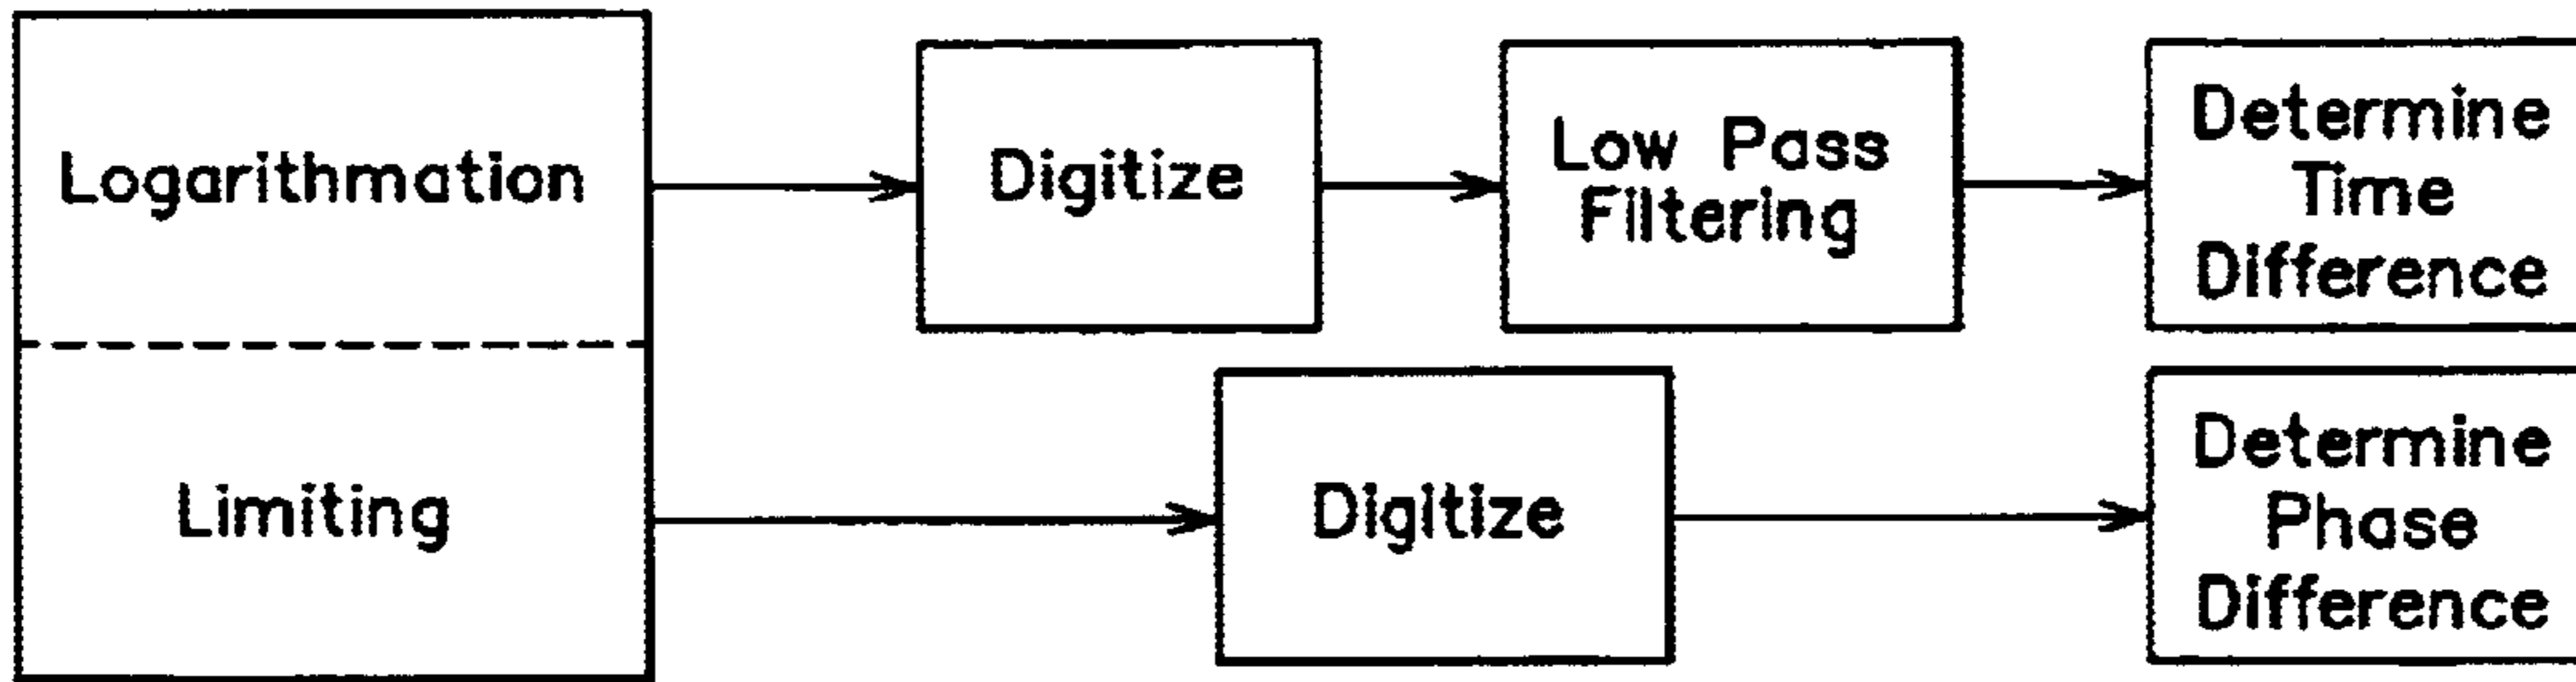 Logarithmation
Digitize
Low Pass
Filtering
Determine
Time
Difference
Limiting
Digitize
Determine
Phase
Difference